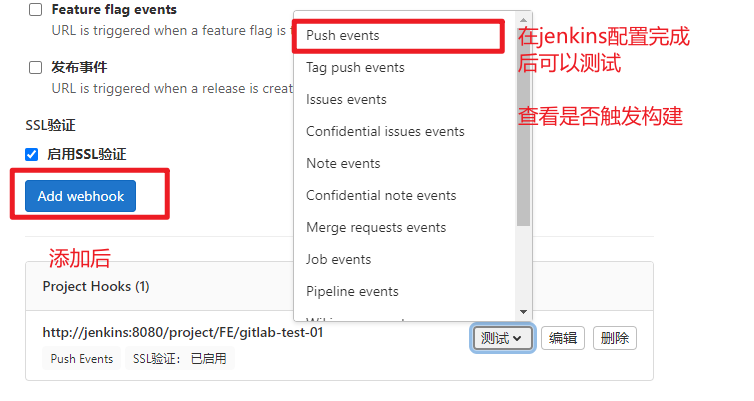 Feature flag events
URL is triggered when a feature flag is t
发布事件
URL is triggered when a release is creat
SSL验证
启用SSL验证
Add webhook
Push events
Tag push events
Issues events
Confidential issues events
Note events
Confidential note events
Merge requests events
Job events
Pipeline events
在jenkins配置完成
后可以测试
查看是否触发构建
添加后
Project Hooks (1)
http://jenkins:8080/project/FE/gitlab-test-01
测试 编辑 删除
Push Events SSL验证： 已启用